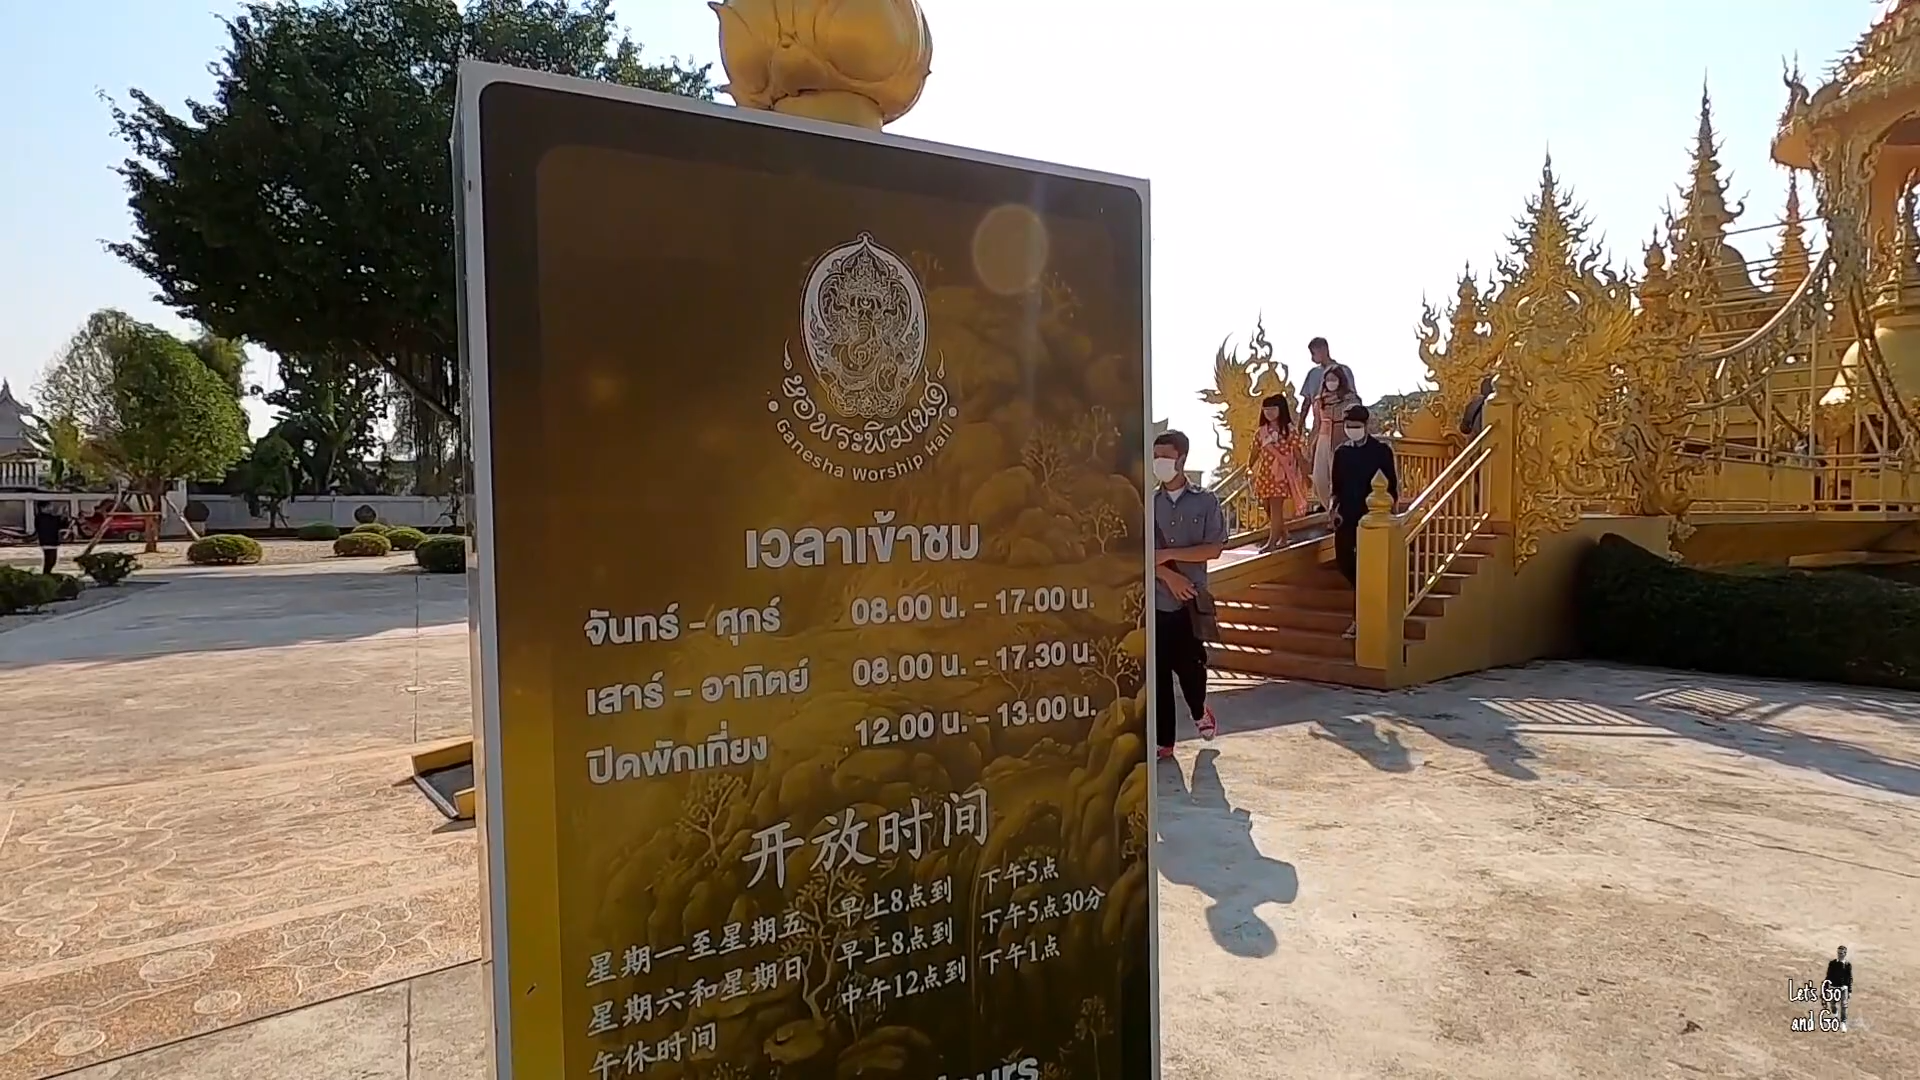 หอพระพิฆเนศ
Ganesha Worship Hall
เวลาเข้าชม
จันทร์ – ศุกร์ 08.00 น. – 17.00 น.
เสาร์ – อาทิตย์ 08.00 น. – 17.30 น.
ปิดพักเที่ยง 12.00 น. – 13.00 น.
开放时间
星期一至星期五 早上8点到 下午5点
星期六和星期日 早上8点到 下午5点30分
午休时间 中午12点到 下午1点
Let's Go
and Go